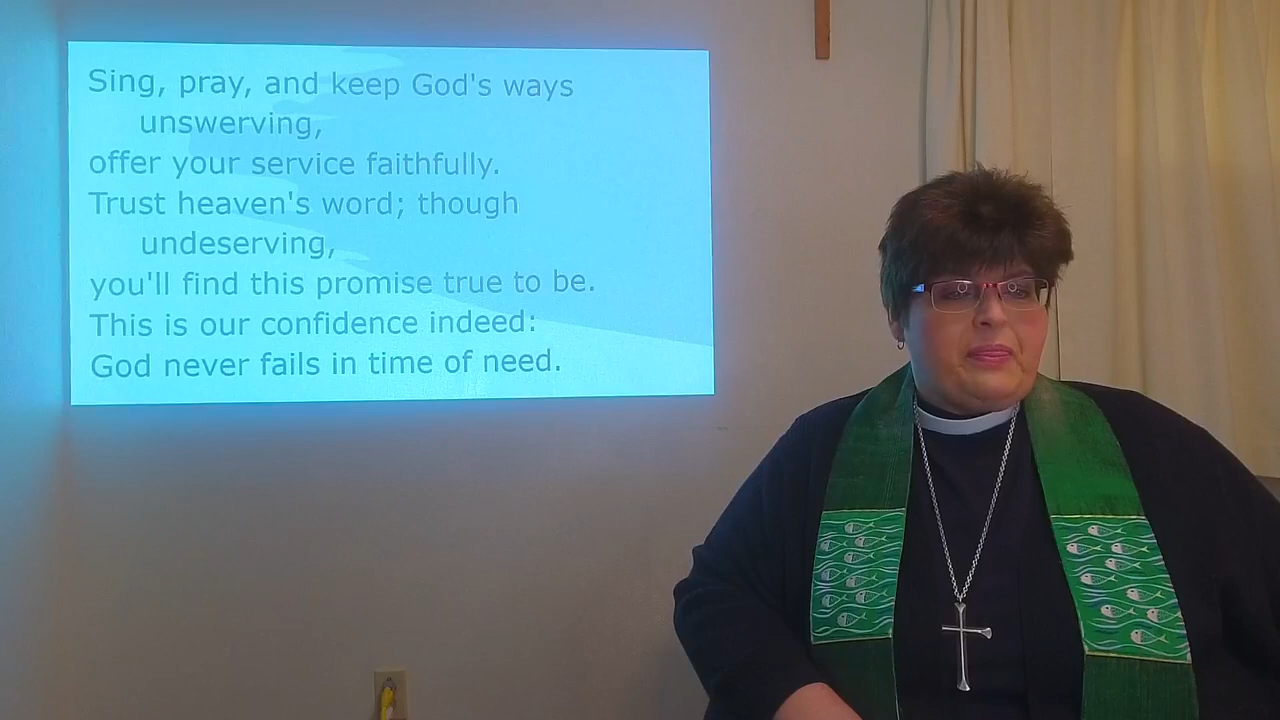 Sing, pray, and keep God's ways
unswerving,
offer your service faithfully.
Trust heaven's word; though
undeserving,
you'll find this promise true to be.
This is our confidence indeed:
God never fails in time of need.